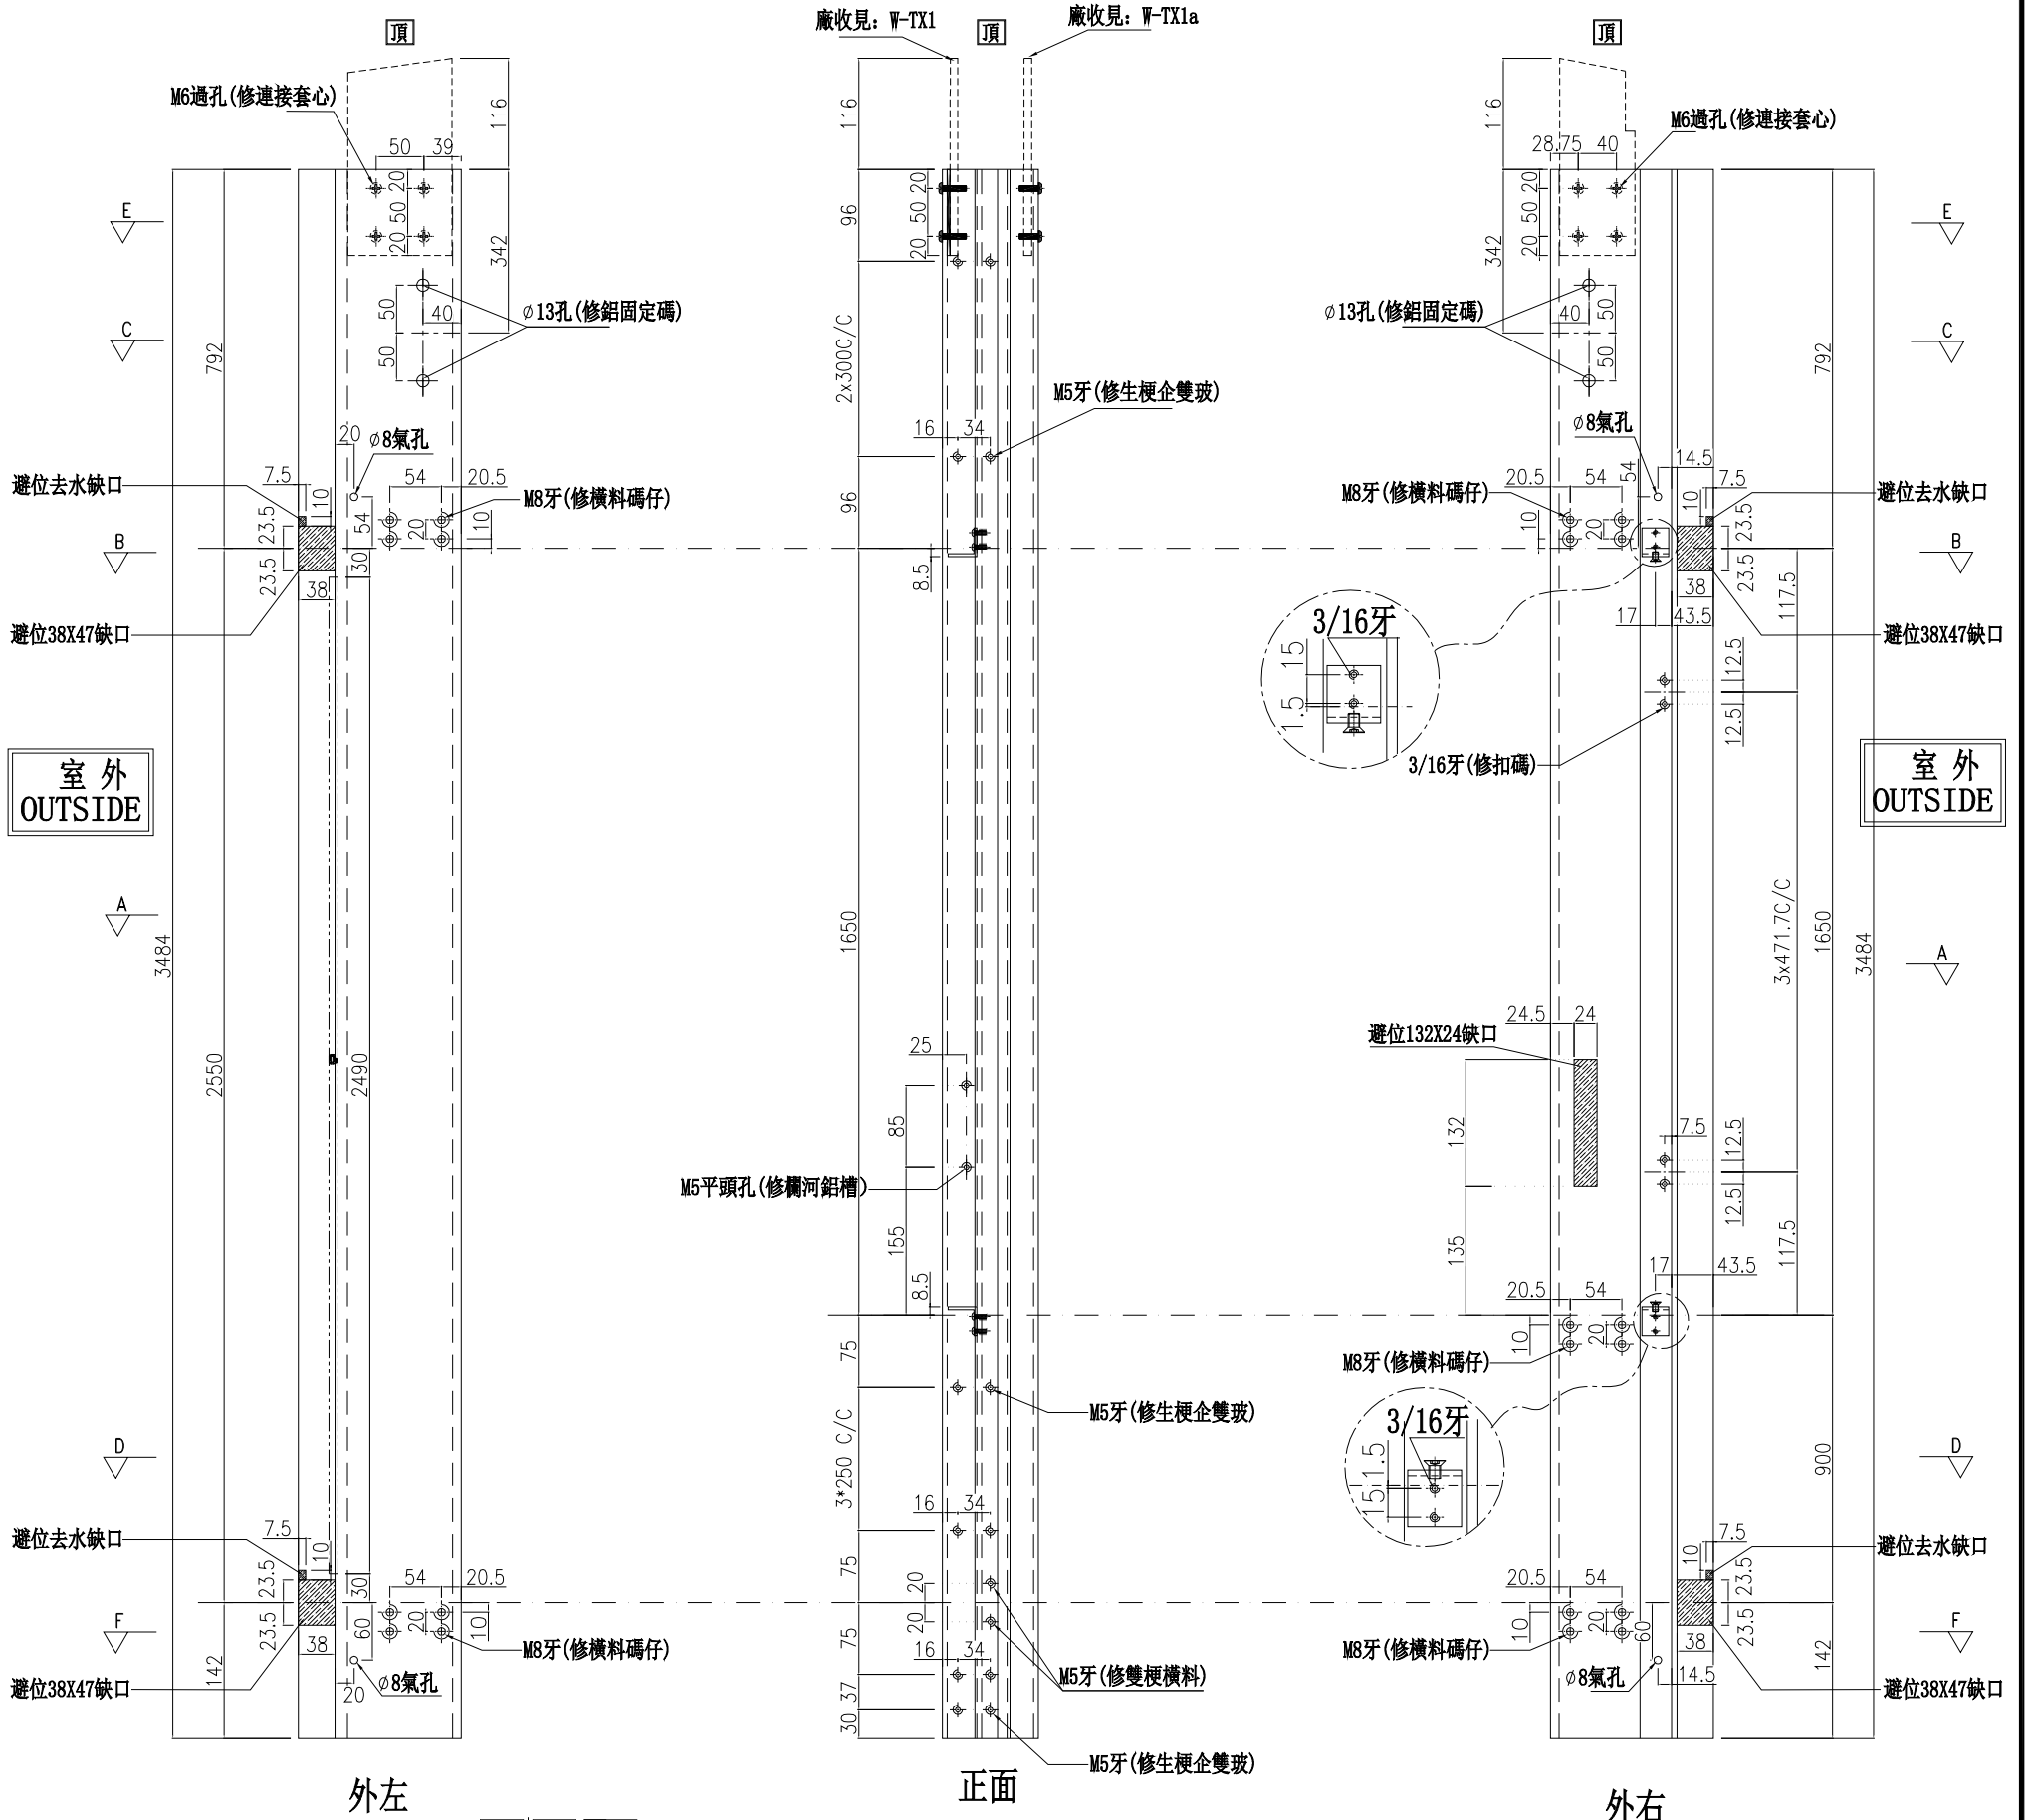 頂
M6過孔(修連接套心)
116
50
39
20
50
20
342
E
C
50
40
50
∅13孔(修鋁固定碼)
792
20
∅8氣孔
7.5
10
54
54
20.5
避位去水缺口
M8牙(修橫料碼仔)
23.5
20
10
B
23.5
30
38
避位38X47缺口
室外
OUTSIDE
A
3484
2550
2490
D
避位去水缺口
7.5
10
23.5
30
54
20.5
23.5
20
10
60
F
38
M8牙(修橫料碼仔)
142
避位38X47缺口
20
∅8氣孔
外左
廠收見: W-TX1
頂
廠收見: W-TX1a
116
96
20
50
20
2x300C/C
M5牙(修生梗企雙玻)
16
34
96
8.5
1650
25
85
M5平頭孔(修欄河鋁槽)
155
8.5
75
M5牙(修生梗企雙玻)
3*250 C/C
16
34
75
20
20
75
16
34
M5牙(修雙梗橫料)
37
30
M5牙(修生梗企雙玻)
正面
頂
116
M6過孔(修連接套心)
28.75
40
20
50
20
342
E
C
∅13孔(修鋁固定碼)
40
50
50
792
∅8氣孔
14.5
54
7.5
20.5
54
10
M8牙(修橫料碼仔)
避位去水缺口
10
20
23.5
B
23.5
38
117.5
17
43.5
避位38X47缺口
3/16牙
15
1.5
12.5
12.5
3/16牙(修扣碼)
室外
OUTSIDE
A
3x471.7C/C
1650
3484
24.5
24
避位132X24缺口
132
7.5
12.5
12.5
135
117.5
17
43.5
20.5
54
10
20
M8牙(修橫料碼仔)
3/16牙
1.5
15
D
900
7.5
避位去水缺口
10
23.5
20.5
54
10
20
60
23.5
F
38
M8牙(修橫料碼仔)
142
∅8氣孔
14.5
避位38X47缺口
外右